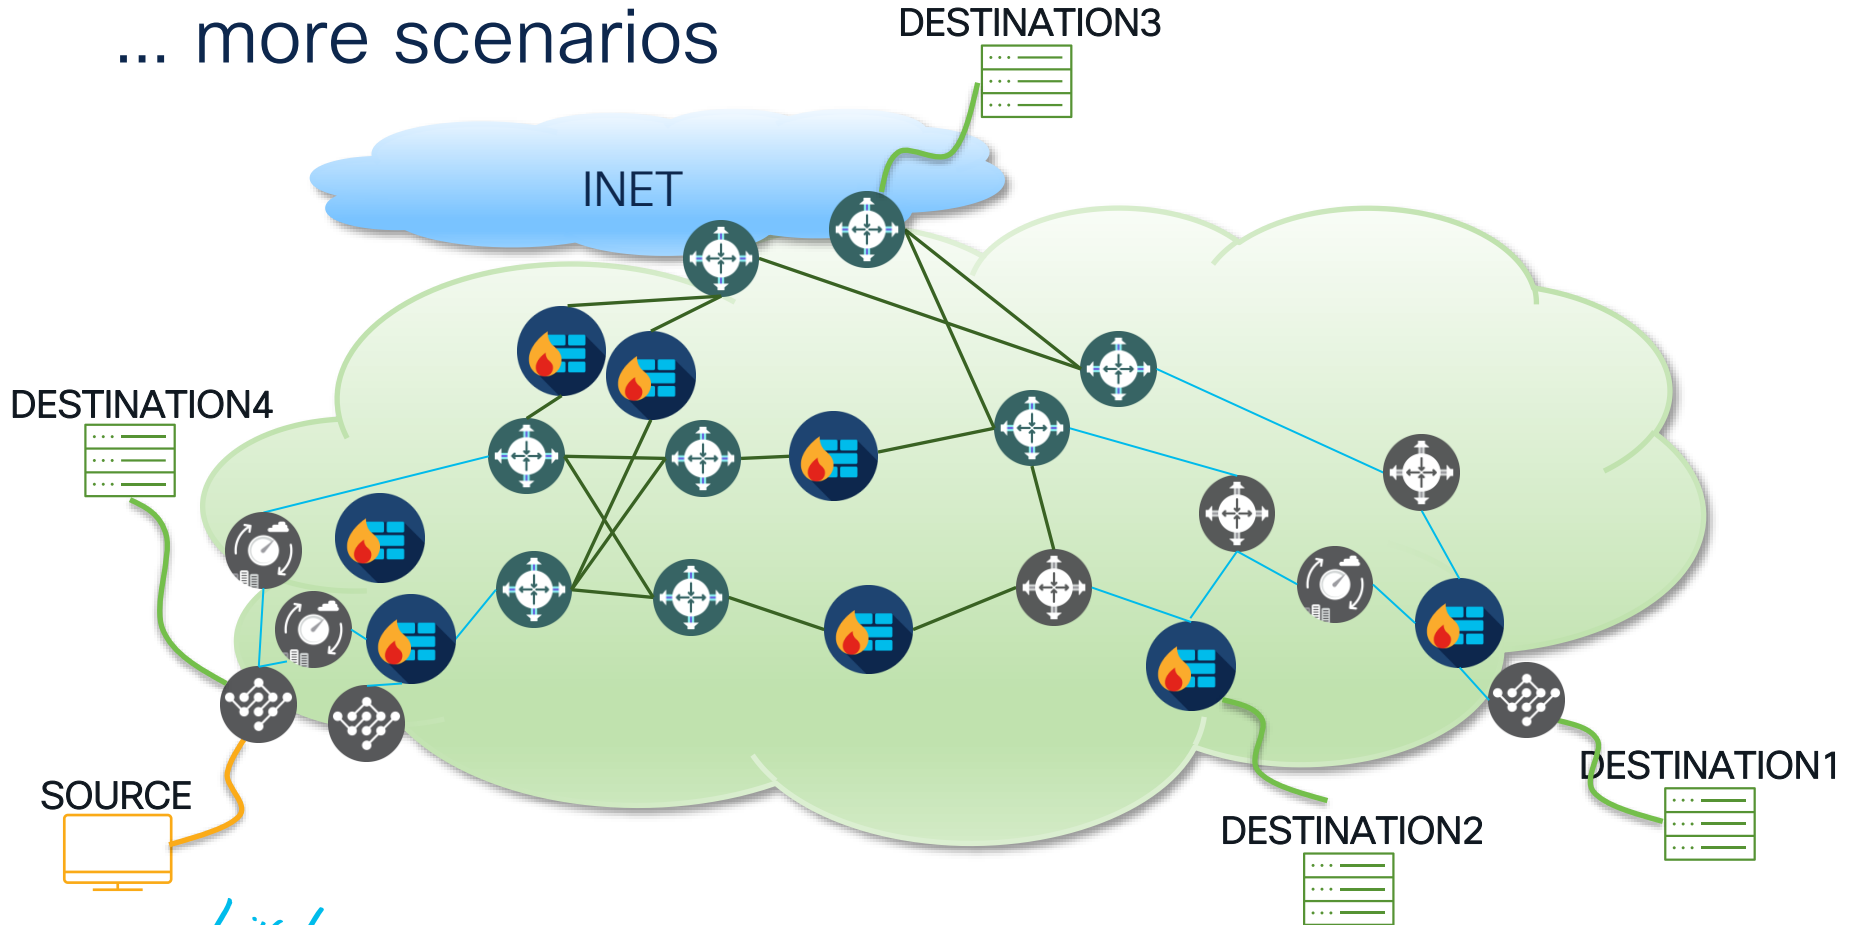 ... more scenarios
DESTINATION3
INET
DESTINATION4
SOURCE
DESTINATION1
DESTINATION2